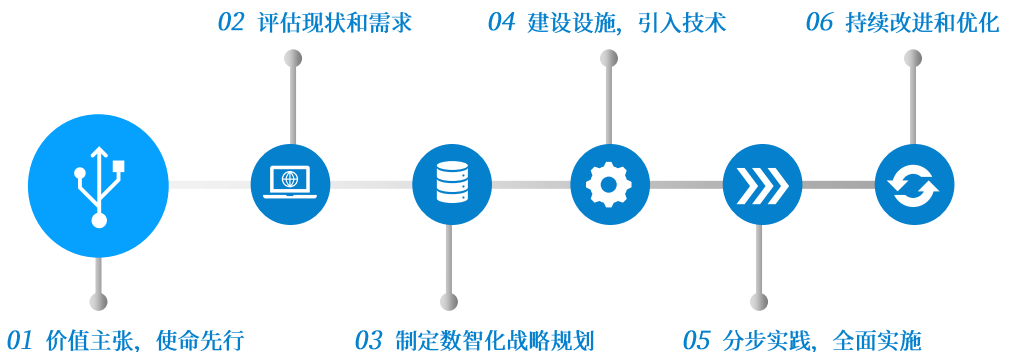 02 评估现状和需求
04 建设设施，引入技术
06 持续改进和优化
01 价值主张，使命先行
03 制定数智化战略规划
05 分步实践，全面实施